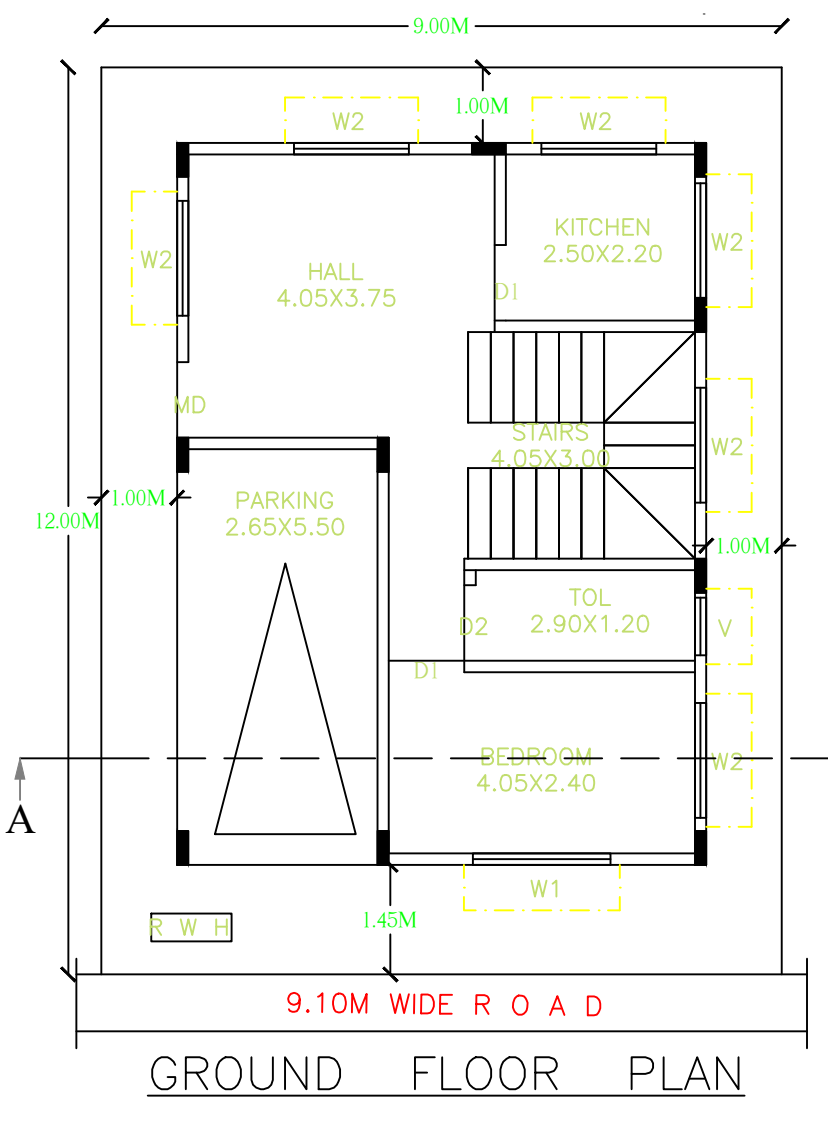 9.00M
1.00M
W2
W2
KITCHEN
2.50X2.20
W2
W2
HALL
4.05X3.75
D1
MD
STAIRS
4.05X3.00
W2
1.00M
PARKING
2.65X5.50
12.00M
1.00M
TOL
2.90X1.20
D2
V
D1
BEDROOM
4.05X2.40
W2
A
W1
1.45M
R W H
9.10M WIDE R O A D
GROUND FLOOR PLAN